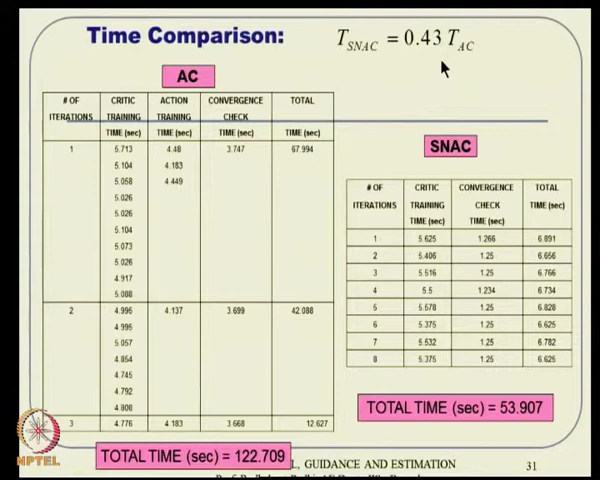 Time Comparison:
T_SNAC = 0.43 T_AC
AC
# OF ITERATIONS CRITIC TRAINING TIME (sec) ACTION TRAINING TIME (sec) CONVERGENCE CHECK TIME (sec) TOTAL
1 5.713 4.48 3.747 67.994
5.104 4.183
5.058 4.449
5.026
5.026
5.104
5.073
5.026
4.917
5.088
2 4.995 4.137 3.699 42.088
4.995
5.057
4.854
4.745
4.792
4.808
3 4.776 4.183 3.668 12.627
TOTAL TIME (sec) = 122.709
SNAC
# OF ITERATIONS CRITIC TRAINING TIME (sec) CONVERGENCE CHECK TIME (sec) TOTAL TIME (sec)
1 5.625 1.266 6.891
2 5.406 1.25 6.656
3 5.516 1.25 6.766
4 5.5 1.234 6.734
5 5.578 1.25 6.828
6 5.375 1.25 6.625
7 5.532 1.25 6.782
8 5.375 1.25 6.625
TOTAL TIME (sec) = 53.907
NPTEL
L, GUIDANCE AND ESTIMATION
31